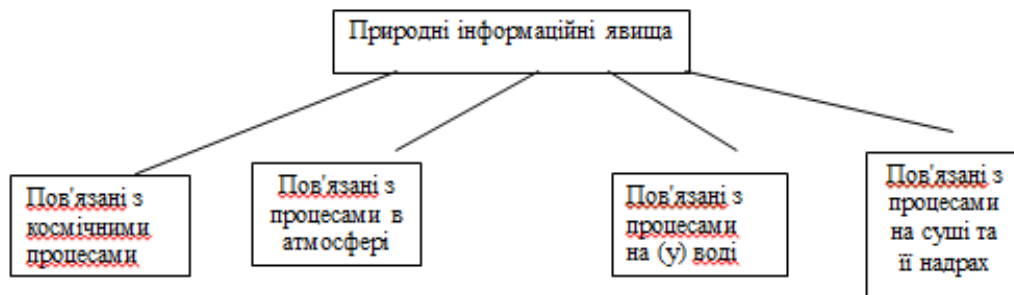 Природні інформаційні явища
Пов'язані з
космічними
процесами
Пов'язані з
процесами в
атмосфері
Пов'язані з
процесами
на (у) воді
Пов'язані з
процесами
на суші та
її надрах